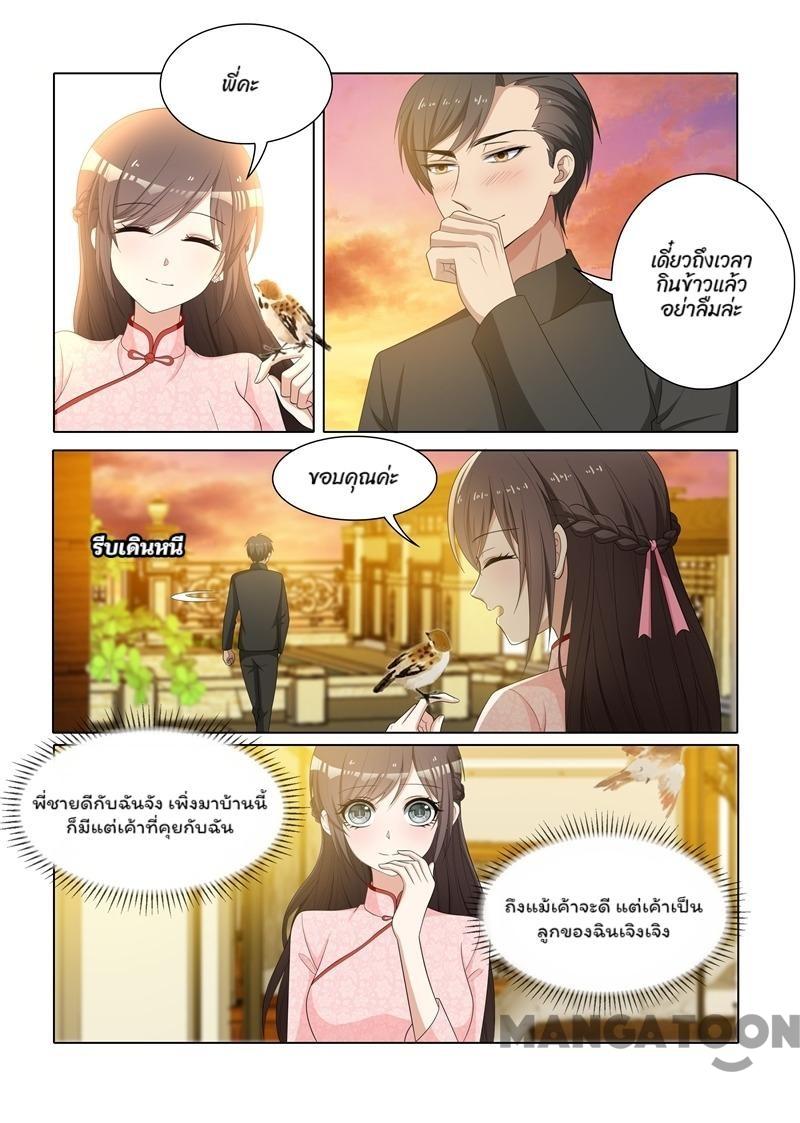 พี่คะ
เดี๋ยวถึงเวลา
กินข้าวแล้ว
อย่าลืมล่ะ
ขอบคุณค่ะ
รีบเดินหนี
พี่ชายดีกับฉันจัง เพิ่งมาบ้านนี้
ก็มีแต่เค้าที่คุยกับฉัน
ถึงแม้เค้าจะดี แต่เค้าเป็น
ลูกของฉินเจิงเจิง
MANGATOON